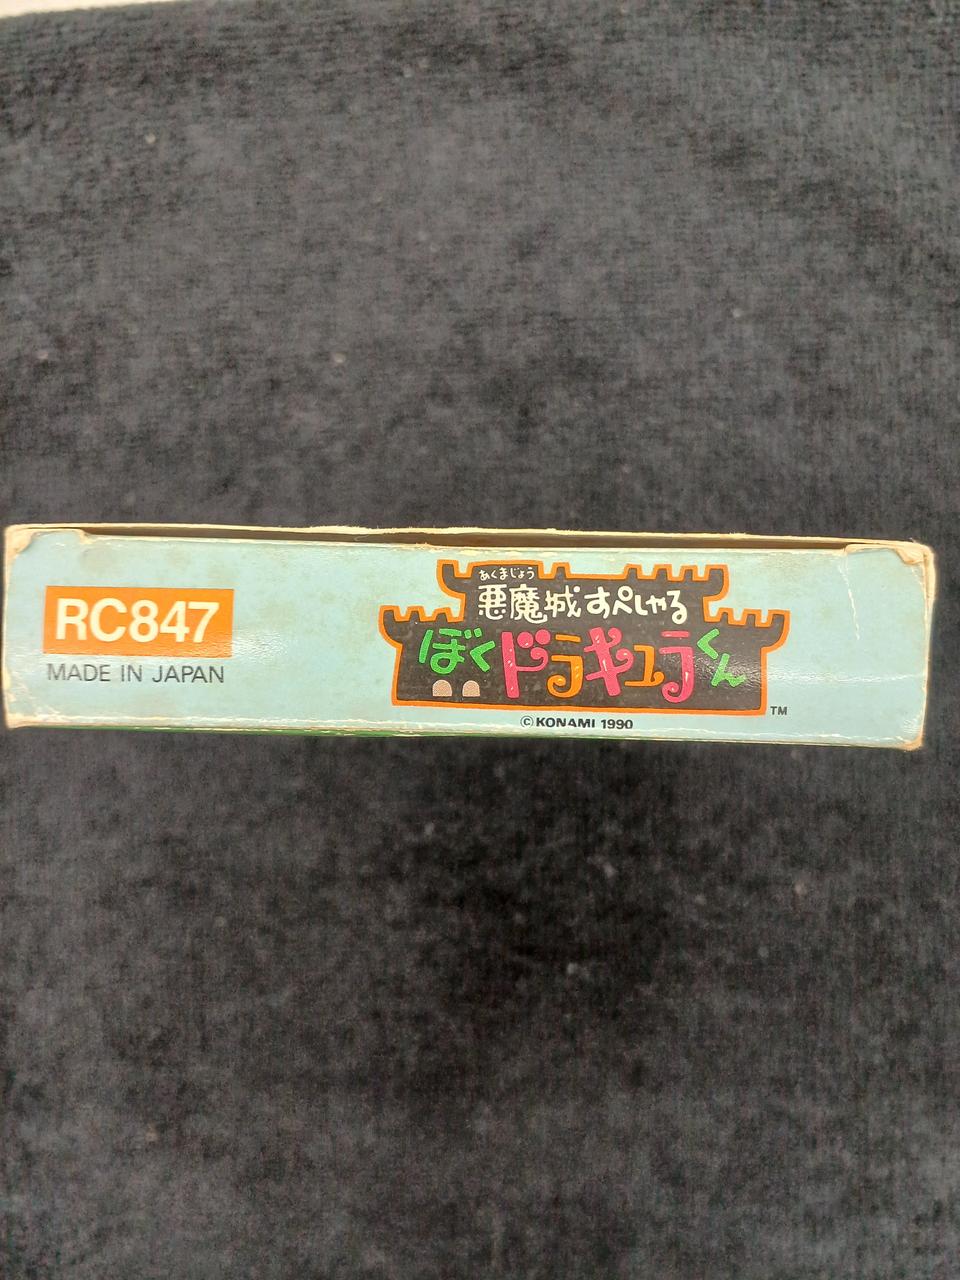 RC847
MADE IN JAPAN
あくまじょう
悪魔城すぺしゃる
ぼくドラキュラくん
TM
©KONAMI 1990